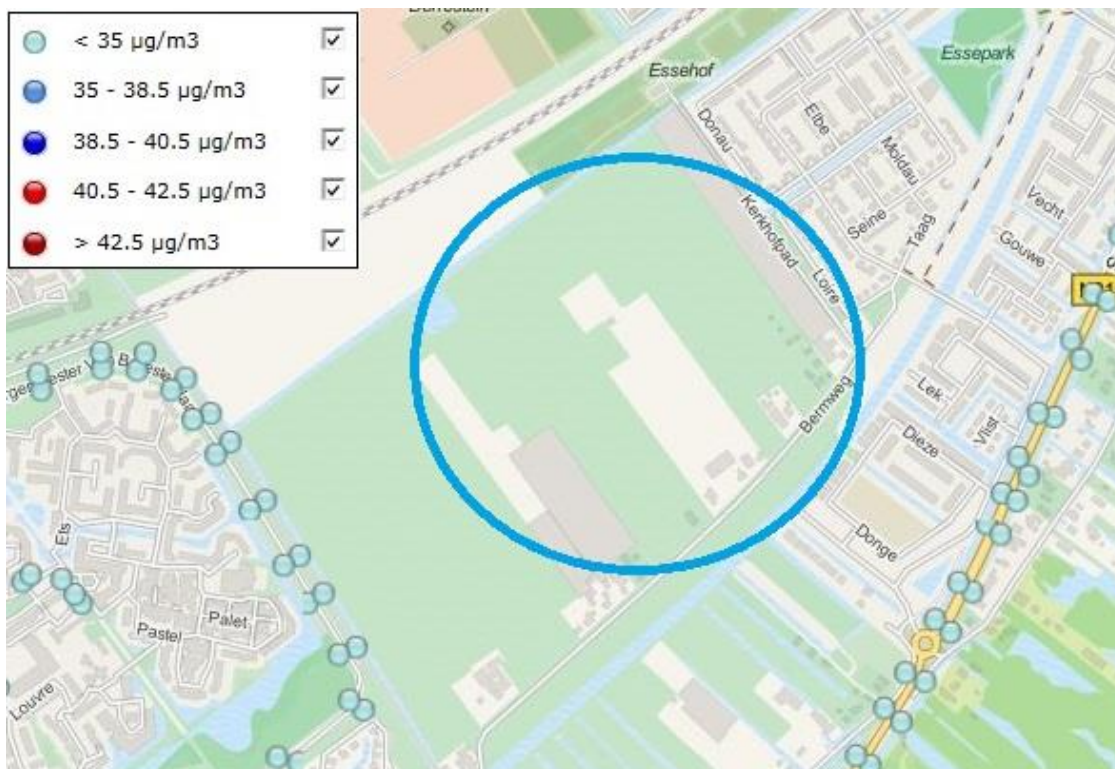 < 35 µg/m3
35 - 38.5 µg/m3
38.5 - 40.5 µg/m3
40.5 - 42.5 µg/m3
> 42.5 µg/m3
Essehof
Essepark
Donau
Elbe
Moldau
Kerkhofpad
Seine
Taag
Loire
Vecht
Gouwe
Bermweg
Lek
Vlist
Dieze
Donge
Ets
Palet
Pastel
Louvre